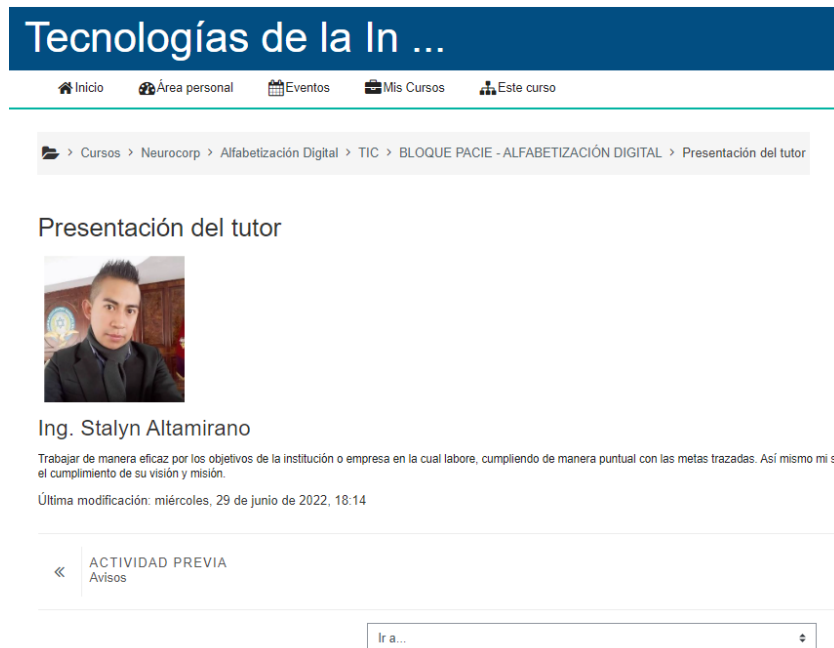 Tecnologías de la In ...
Inicio Área personal Eventos Mis Cursos Este curso
> Cursos > Neurocorp > Alfabetización Digital > TIC > BLOQUE PACIE - ALFABETIZACIÓN DIGITAL > Presentación del tutor
Presentación del tutor
Ing. Stalyn Altamirano
Trabajar de manera eficaz por los objetivos de la institución o empresa en la cual labore, cumpliendo de manera puntual con las metas trazadas. Así mismo mi s
el cumplimiento de su visión y misión.
Última modificación: miércoles, 29 de junio de 2022, 18:14
«
ACTIVIDAD PREVIA
Avisos
Ir a...